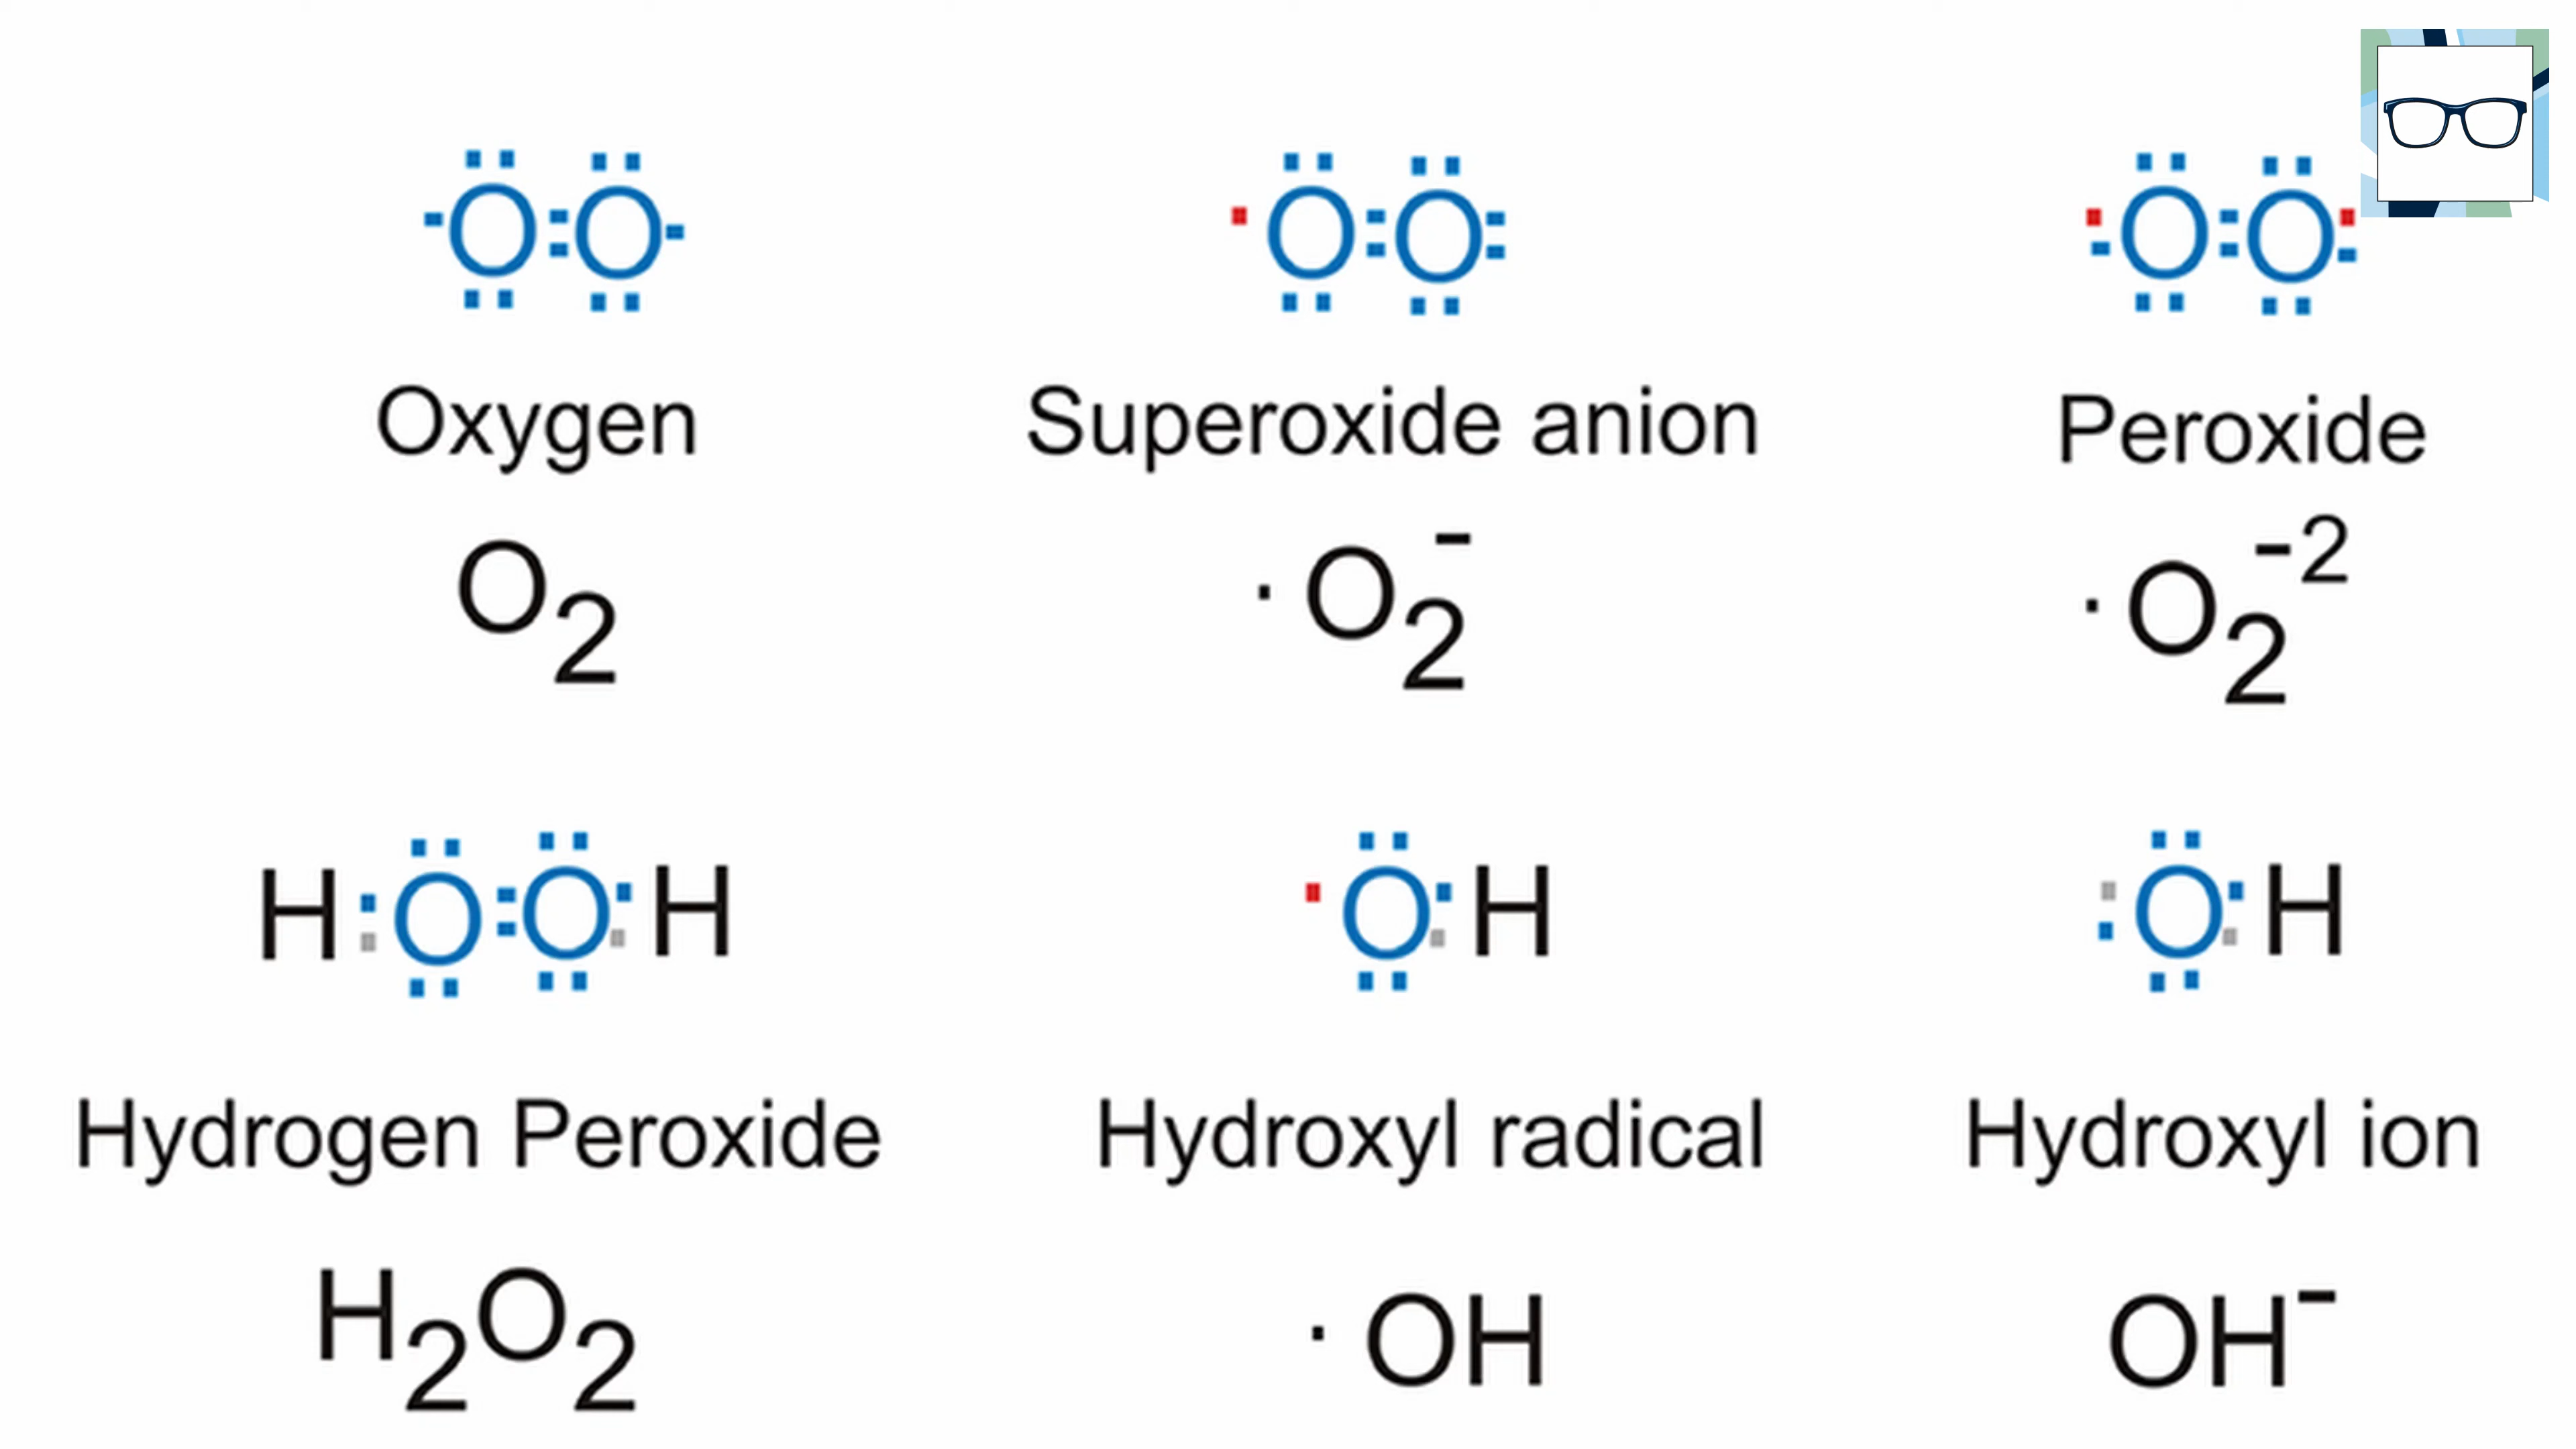 O:O
Oxygen
O2
O:O
Superoxide anion
·O2-
O:O
Peroxide
·O2-2
H:O:O:H
Hydrogen Peroxide
H2O2
·O:H
Hydroxyl radical
·OH
:O:H
Hydroxyl ion
OH-